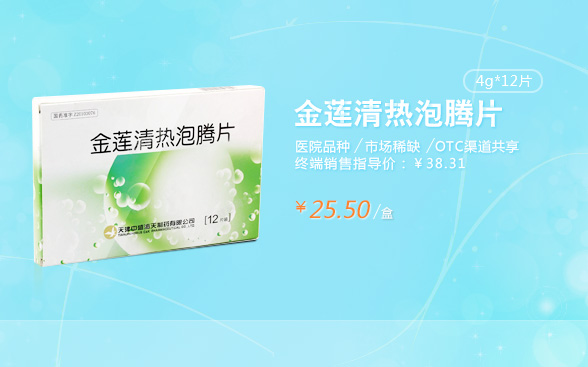 金莲清热泡腾片
[12片装]
4g*12片
金莲清热泡腾片
医院品种/市场稀缺/OTC渠道共享
终端销售指导价：￥38.31
￥25.50/盒